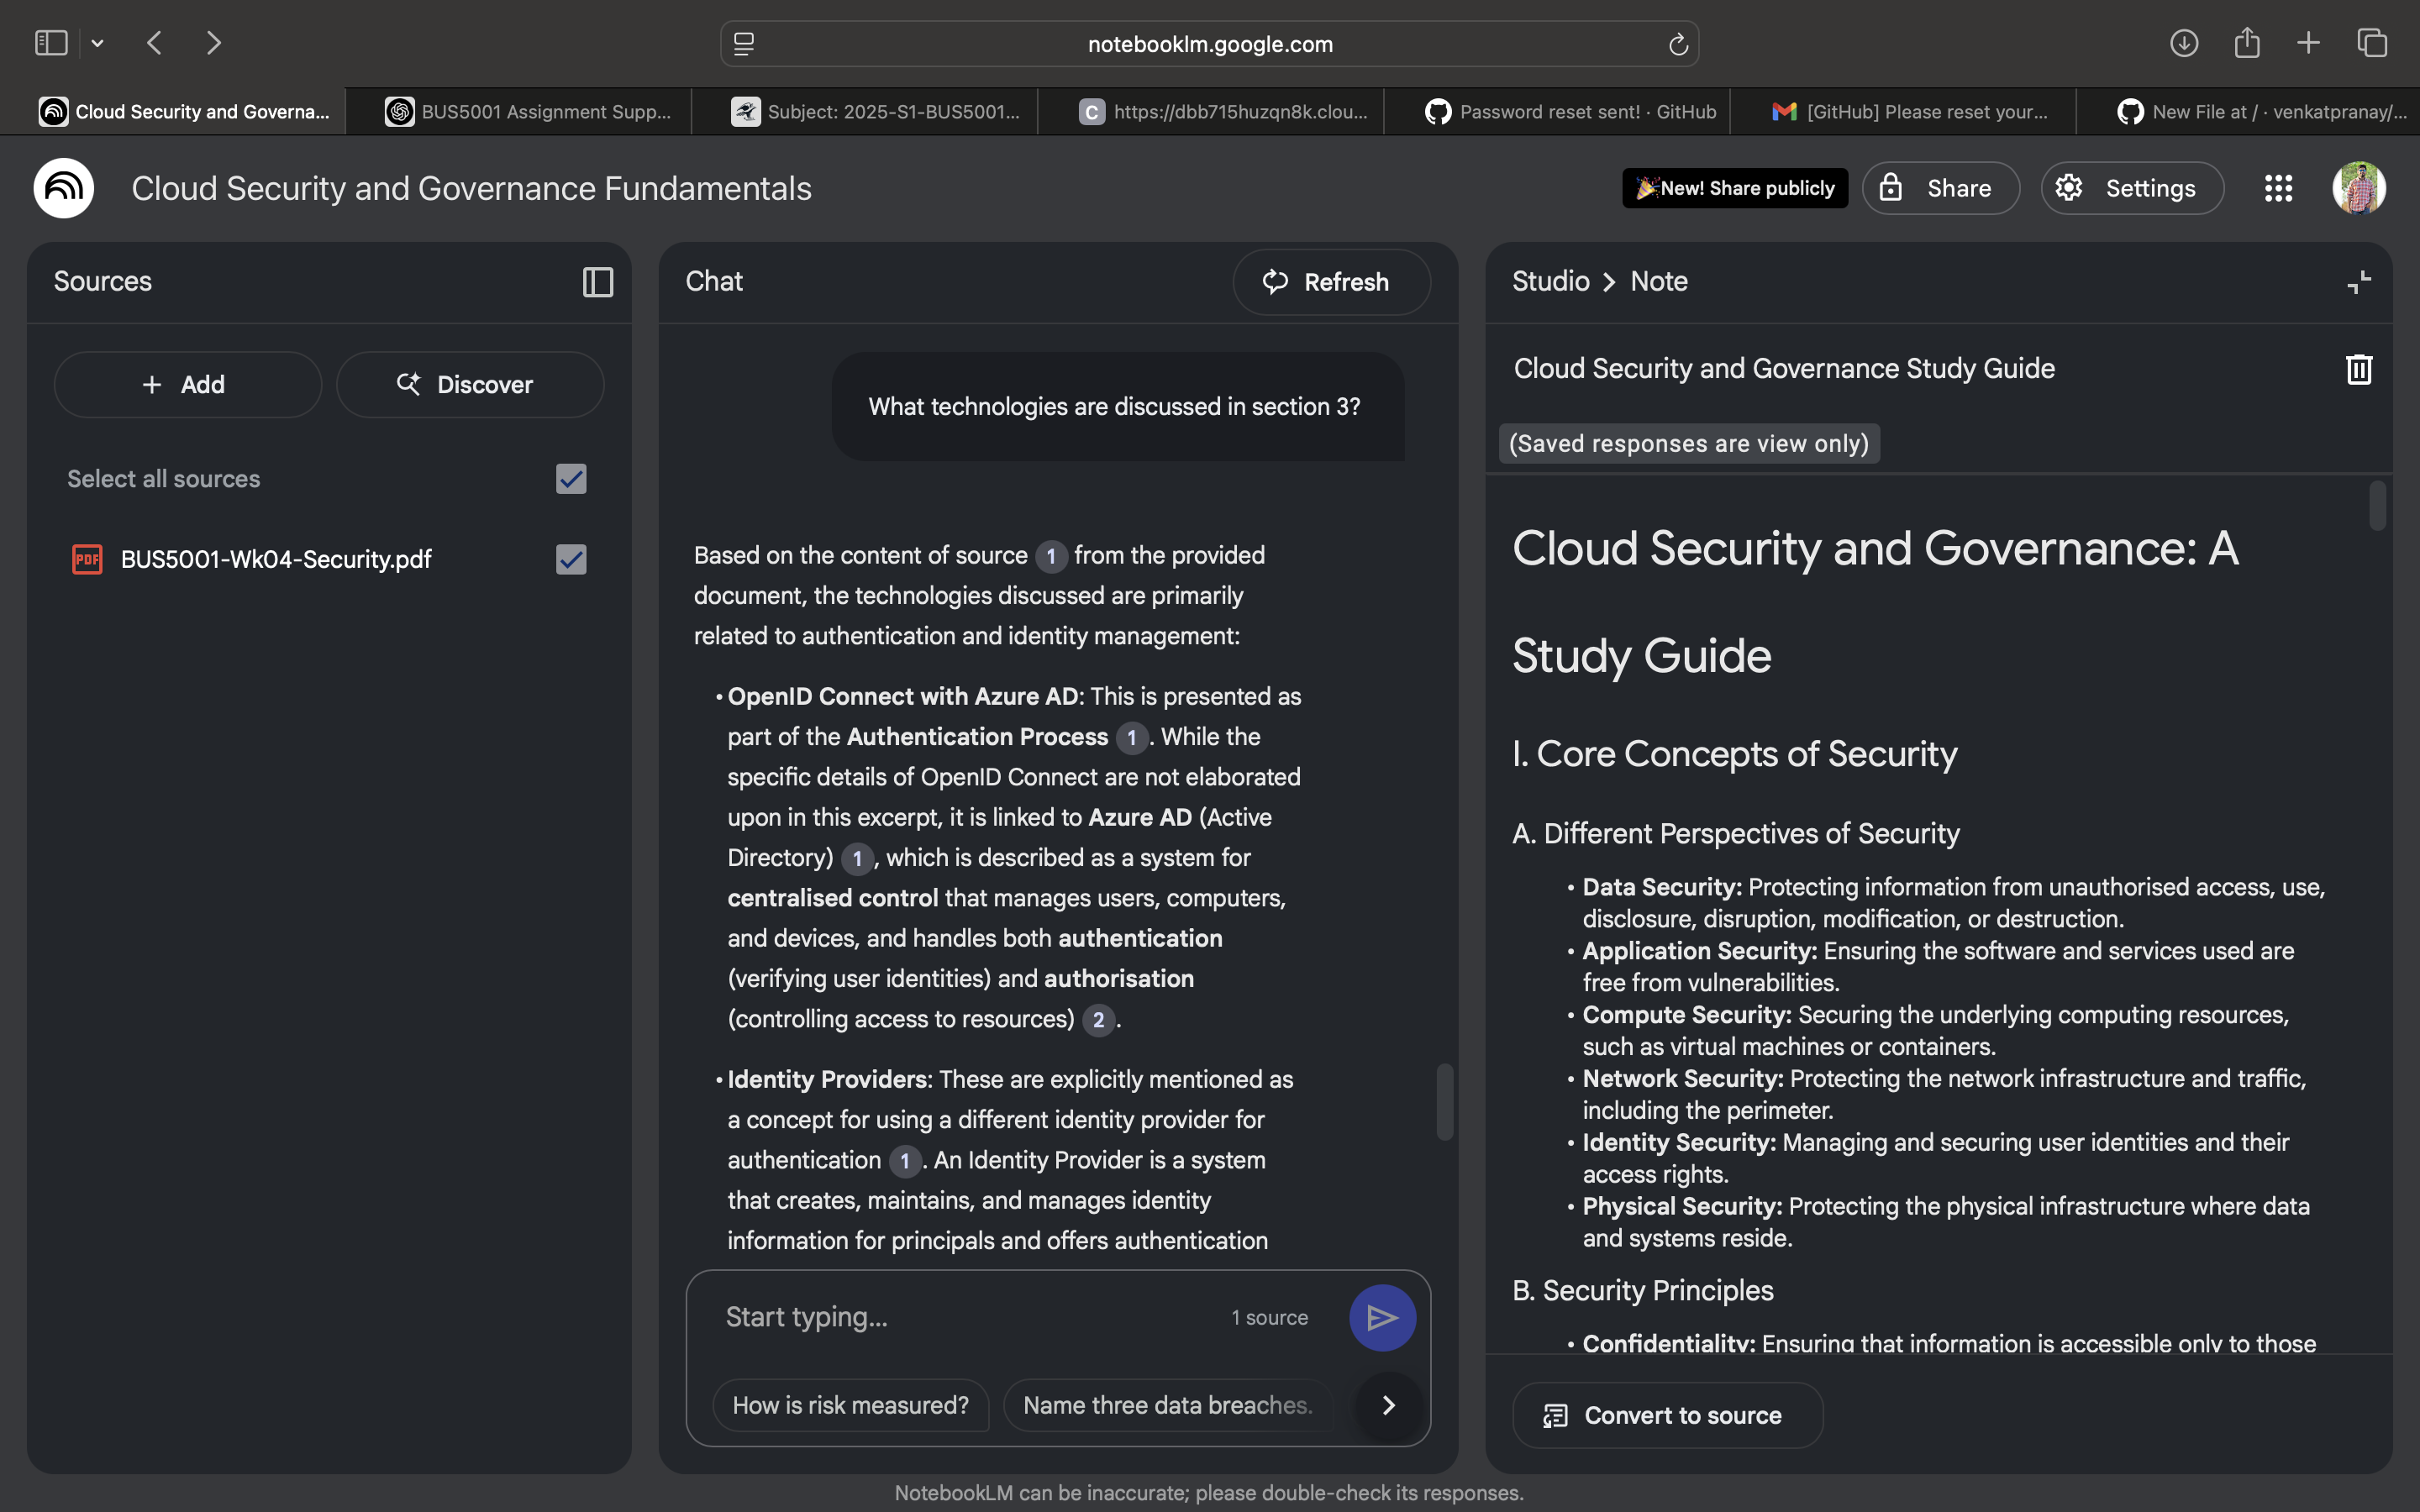 notebooklm.google.com
Cloud Security and Governa...
BUS5001 Assignment Supp...
Subject: 2025-S1-BUS5001...
C
https://dbb715huzqn8k.clou...
Password reset sent! · GitHub
[GitHub] Please reset your...
New File at / · venkatpranay/...
Cloud Security and Governance Fundamentals
New! Share publicly
Share
Settings
Sources
Add
Discover
Select all sources
PDF
BUS5001-Wk04-Security.pdf
Chat
Refresh
What technologies are discussed in section 3?
Based on the content of source 1 from the provided
document, the technologies discussed are primarily
related to authentication and identity management:
• OpenID Connect with Azure AD: This is presented as
part of the Authentication Process 1. While the
specific details of OpenID Connect are not elaborated
upon in this excerpt, it is linked to Azure AD (Active
Directory) 1, which is described as a system for
centralised control that manages users, computers,
and devices, and handles both authentication
(verifying user identities) and authorisation
(controlling access to resources) 2.
• Identity Providers: These are explicitly mentioned as
a concept for using a different identity provider for
authentication 1. An Identity Provider is a system
that creates, maintains, and manages identity
information for principals and offers authentication
Start typing...
1 source
How is risk measured?
Name three data breaches.
Studio > Note
Cloud Security and Governance Study Guide
(Saved responses are view only)
Cloud Security and Governance: A
Study Guide
I. Core Concepts of Security
A. Different Perspectives of Security
• Data Security: Protecting information from unauthorised access, use,
disclosure, disruption, modification, or destruction.
• Application Security: Ensuring the software and services used are
free from vulnerabilities.
• Compute Security: Securing the underlying computing resources,
such as virtual machines or containers.
• Network Security: Protecting the network infrastructure and traffic,
including the perimeter.
• Identity Security: Managing and securing user identities and their
access rights.
• Physical Security: Protecting the physical infrastructure where data
and systems reside.
B. Security Principles
• Confidentiality: Ensuring that information is accessible only to those
Convert to source
NotebookLM can be inaccurate; please double-check its responses.